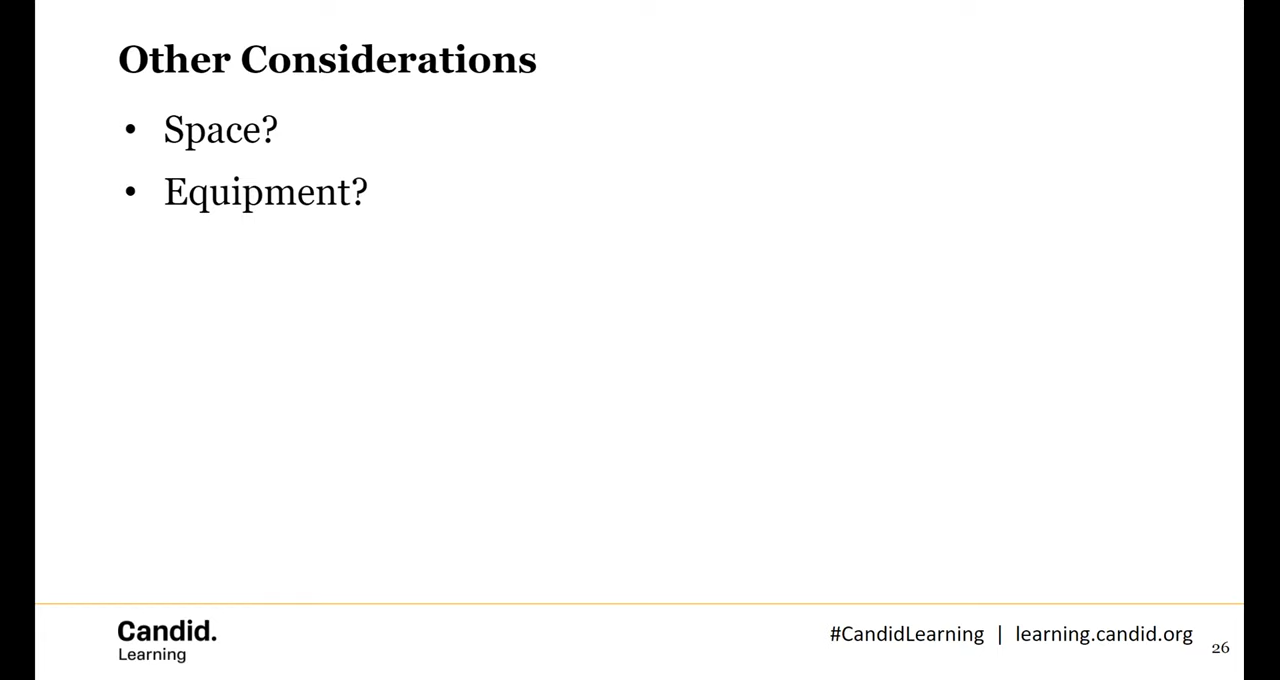 Other Considerations
• Space?
• Equipment?
Candid.
Learning
#CandidLearning | learning.candid.org
26